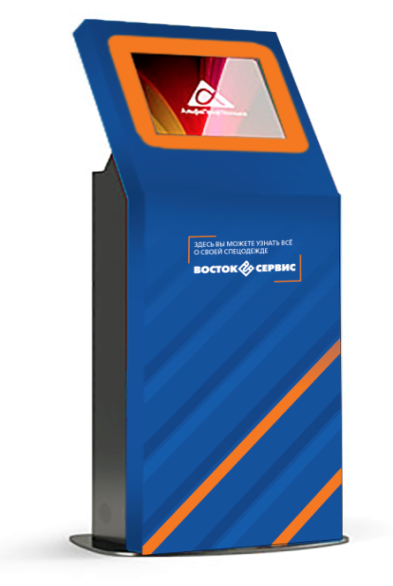 ЗДЕСЬ ВЫ МОЖЕТЕ УЗНАТЬ ВСЁ
О СВОЕЙ СПЕЦОДЕЖДЕ
ВОСТОК СЕРВИС